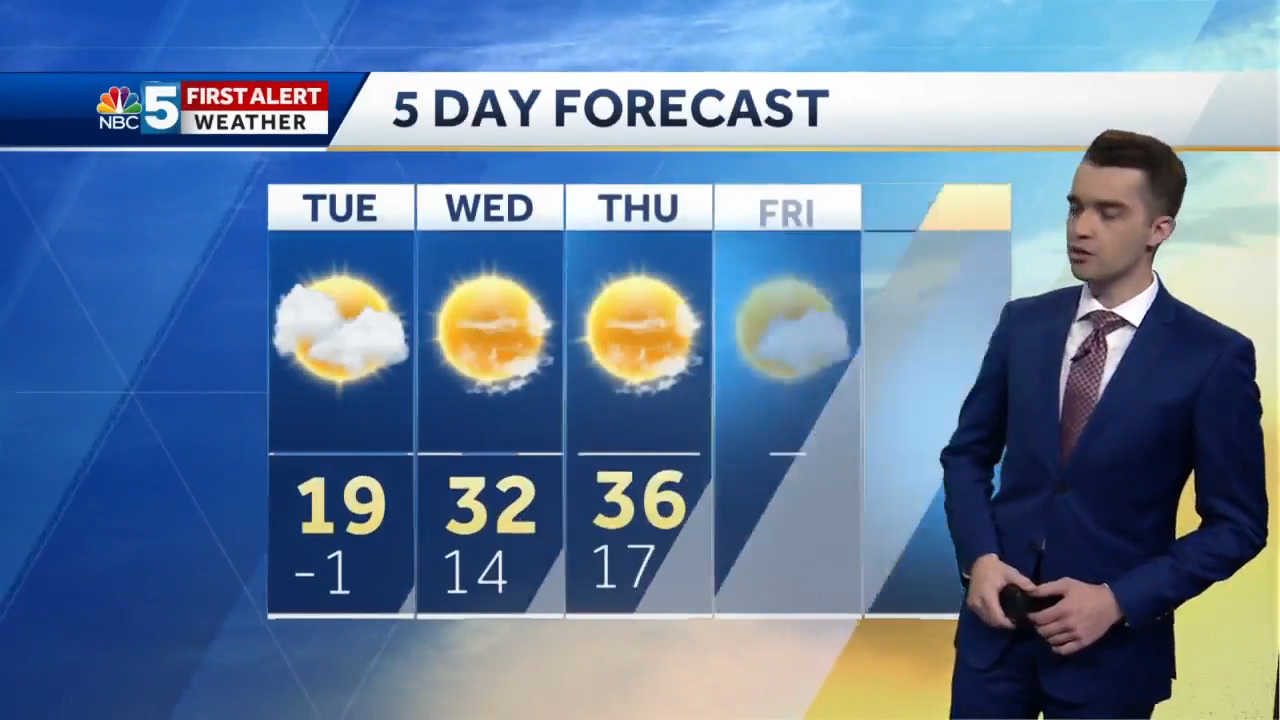 NBC 5 FIRST ALERT WEATHER
5 DAY FORECAST
TUE WED THU FRI
19 32 36
-1 14 17